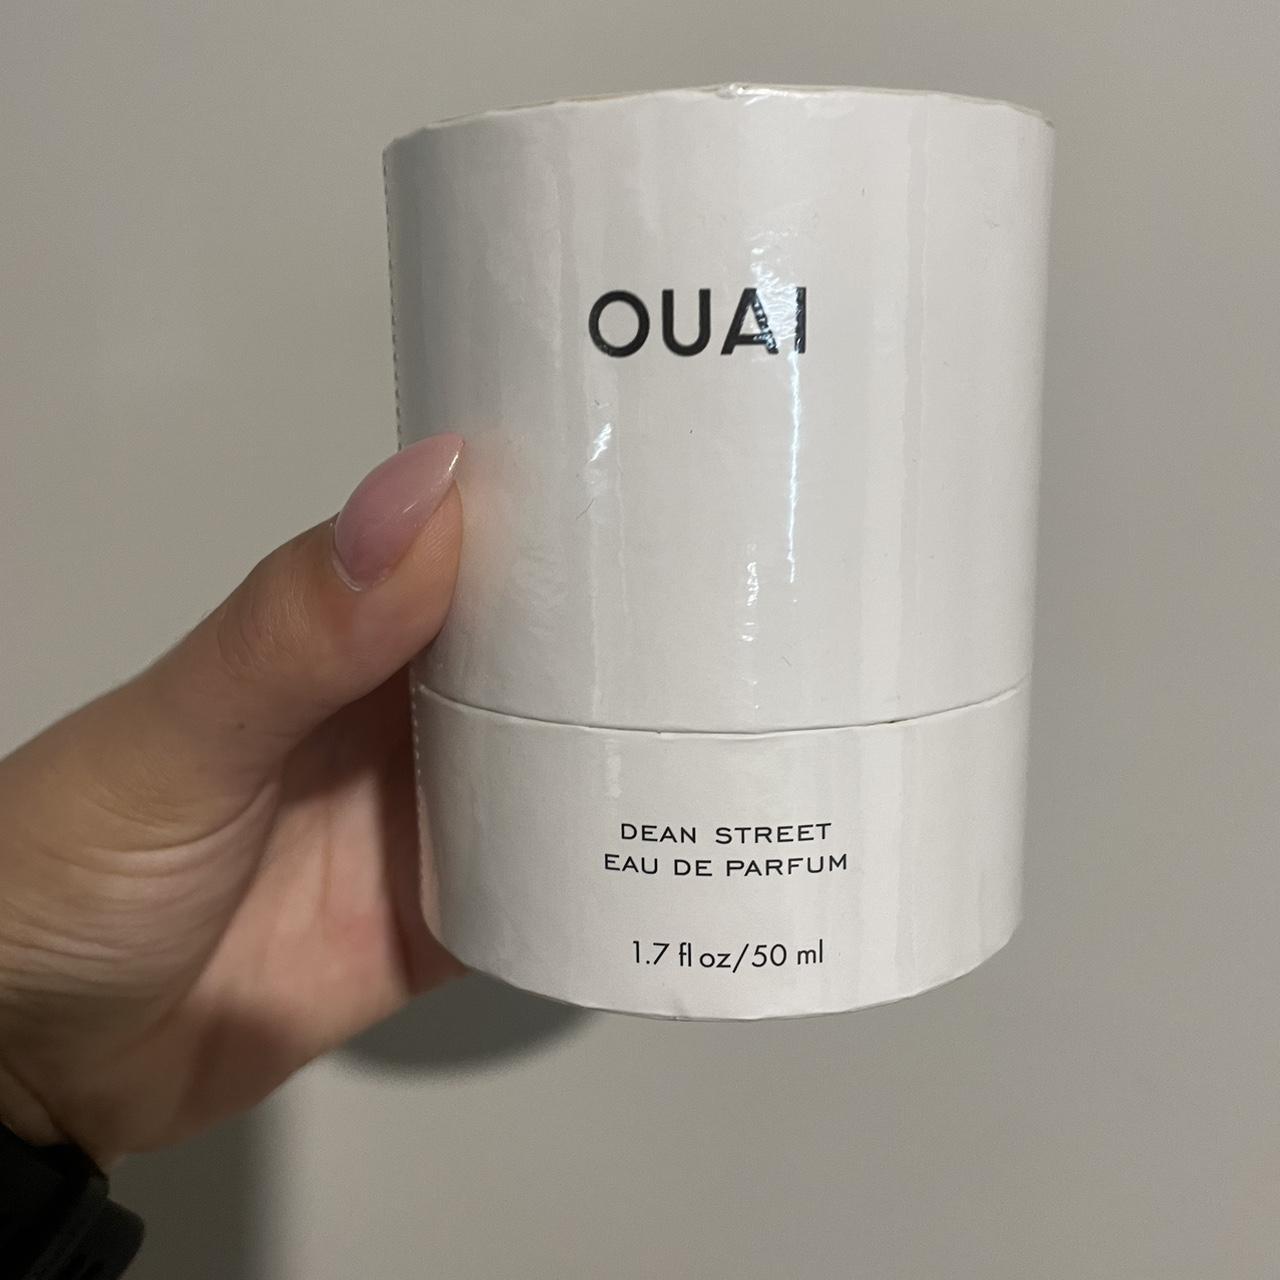 OUAI
DEAN STREET
EAU DE PARFUM
1.7 fl oz/50 ml